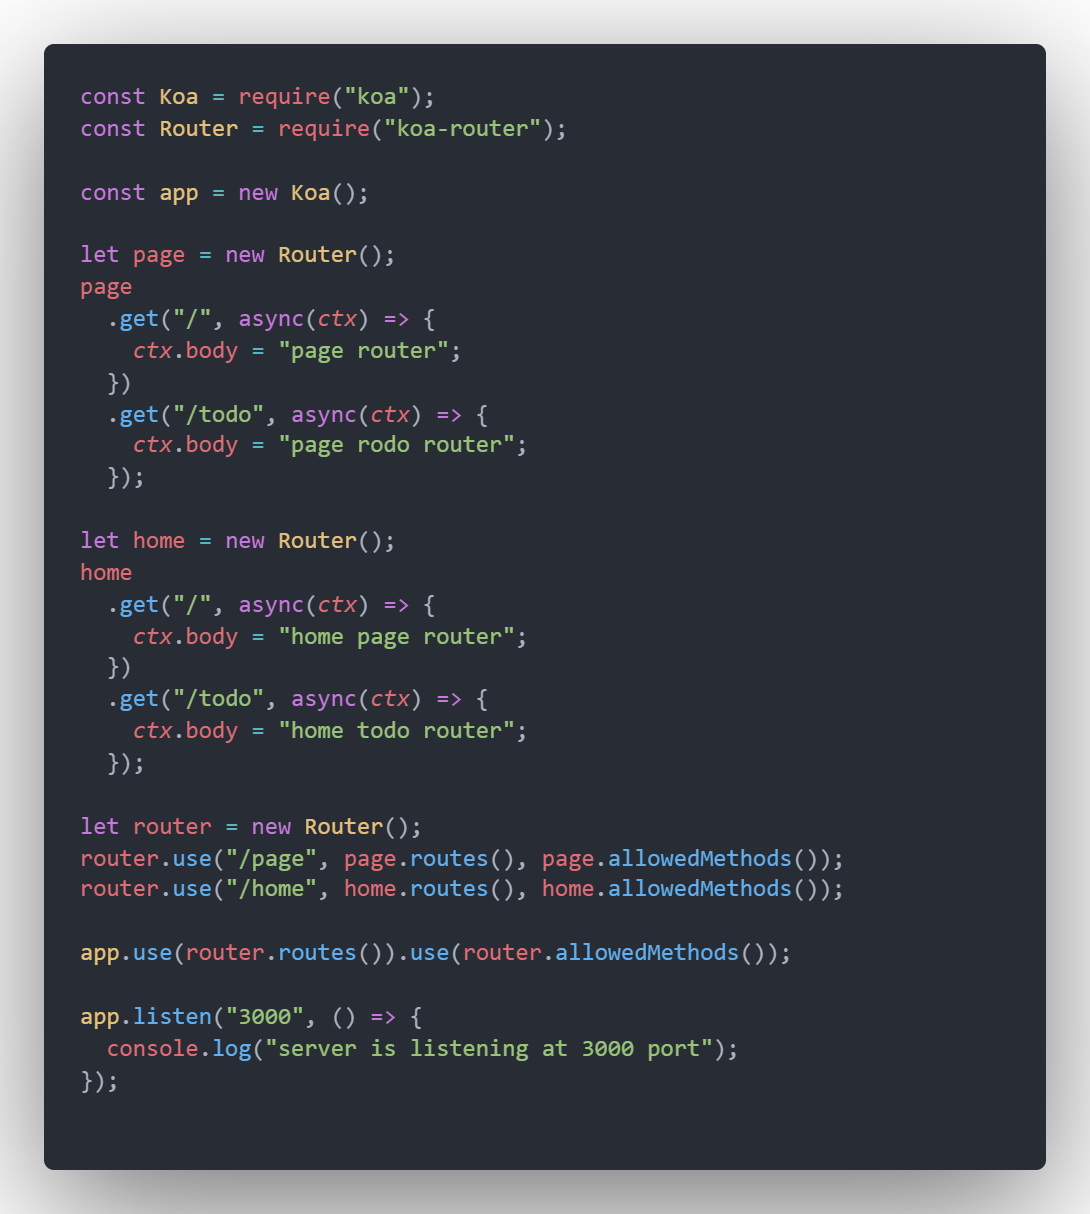 const Koa = require("koa");
const Router = require("koa-router");

const app = new Koa();

let page = new Router();
page
  .get("/", async(ctx) => {
    ctx.body = "page router";
  })
  .get("/todo", async(ctx) => {
    ctx.body = "page rodo router";
  });

let home = new Router();
home
  .get("/", async(ctx) => {
    ctx.body = "home page router";
  })
  .get("/todo", async(ctx) => {
    ctx.body = "home todo router";
  });

let router = new Router();
router.use("/page", page.routes(), page.allowedMethods());
router.use("/home", home.routes(), home.allowedMethods());

app.use(router.routes()).use(router.allowedMethods());

app.listen("3000", () => {
  console.log("server is listening at 3000 port");
});